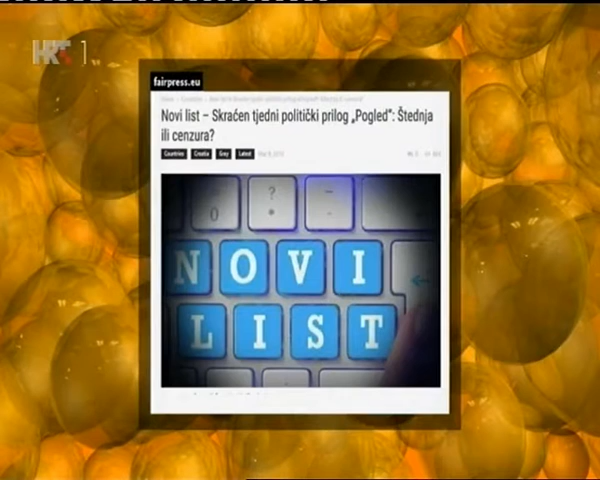 HRT 1
fairpress.eu
Novi list – Skraćen tjedni politički prilog „Pogled“: Štednja
ili cenzura?
Countries Croatia Grey Latest
0 ? * - -
NOVI
LIST